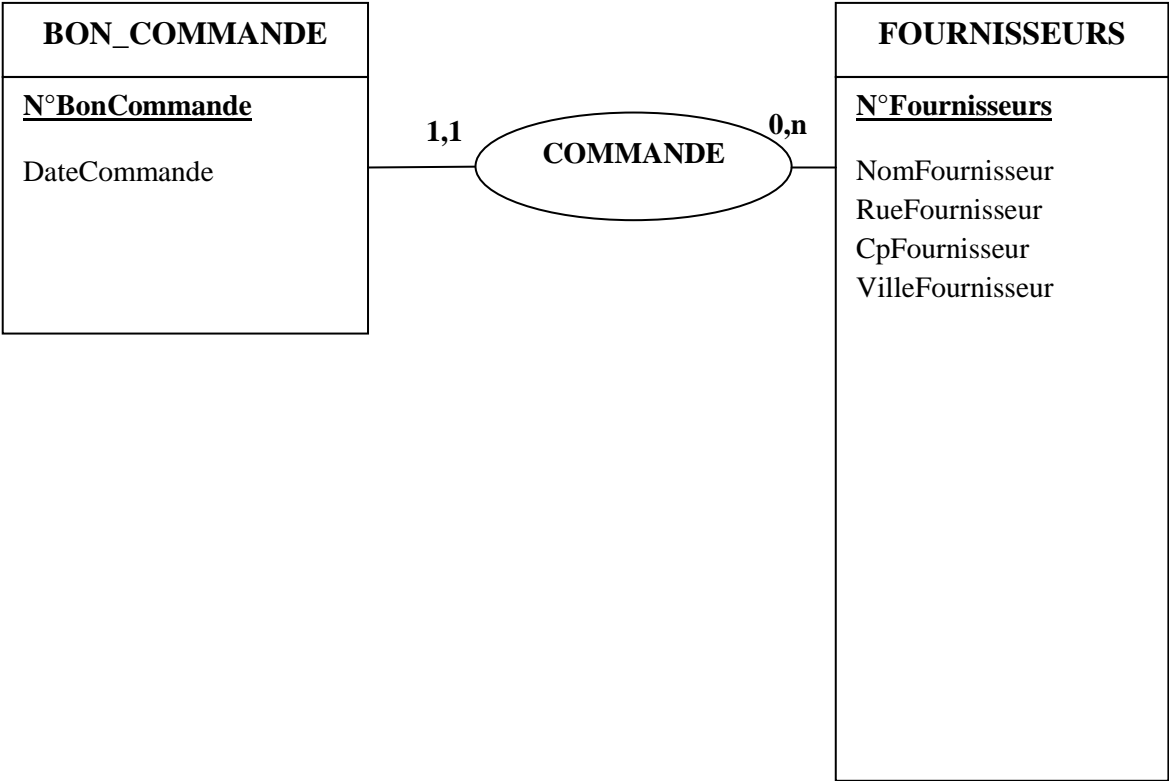 BON_COMMANDE
N°BonCommande
DateCommande
1,1
COMMANDE
0,n
FOURNISSEURS
N°Fournisseurs
NomFournisseur
RueFournisseur
CpFournisseur
VilleFournisseur